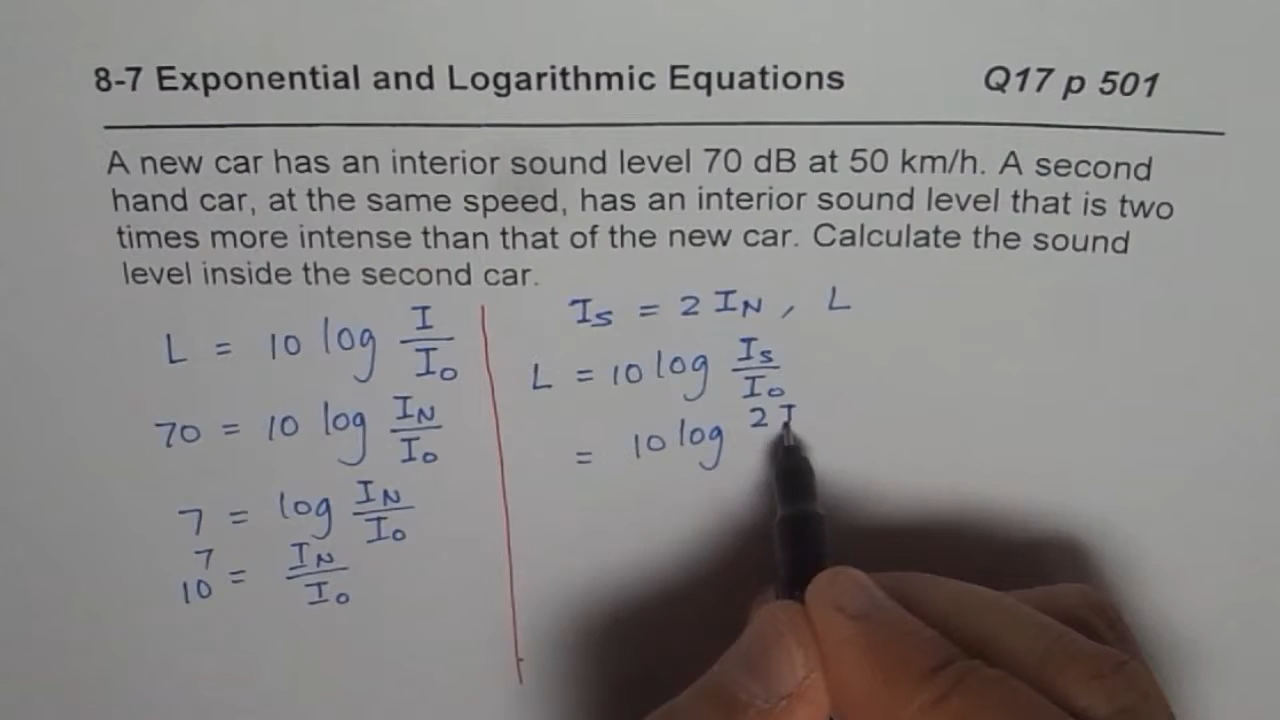 8-7 Exponential and Logarithmic Equations Q17 p 501
A new car has an interior sound level 70 dB at 50 km/h. A second
hand car, at the same speed, has an interior sound level that is two
times more intense than that of the new car. Calculate the sound
level inside the second car.
L = 10 log I/I₀
70 = 10 log I_N/I₀
7 = log I_N/I₀
10⁷ = I_N/I₀
I_S = 2 I_N , L
L = 10 log I_S/I₀
= 10 log 2 I